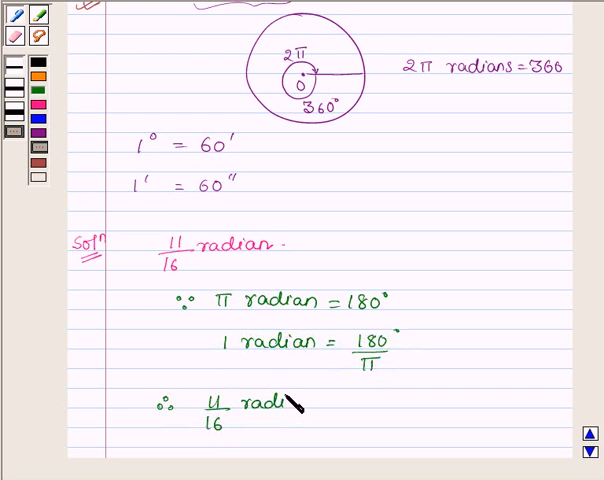 2π
0
360°
2π radians = 360
1° = 60'
1' = 60"
Solⁿ 11/16 radian.
∵ π radian = 180°
1 radian = 180°/π
∴ 11/16 radi